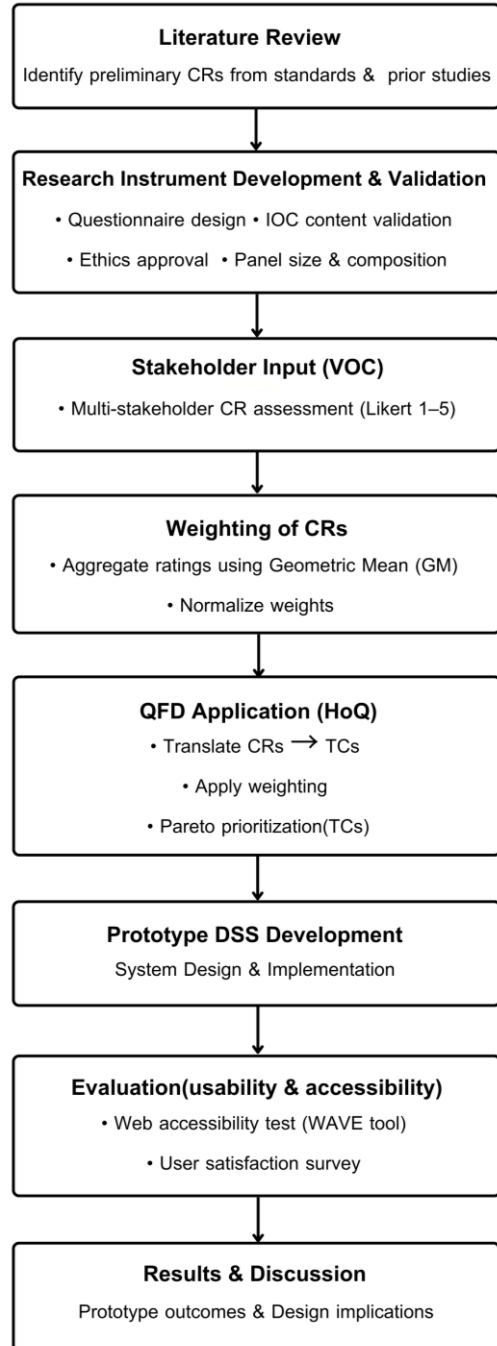 Literature Review
Identify preliminary CRs from standards & prior studies
Research Instrument Development & Validation
• Questionnaire design • IOC content validation
• Ethics approval • Panel size & composition
Stakeholder Input (VOC)
• Multi-stakeholder CR assessment (Likert 1–5)
Weighting of CRs
• Aggregate ratings using Geometric Mean (GM)
• Normalize weights
QFD Application (HoQ)
• Translate CRs → TCs
• Apply weighting
• Pareto prioritization(TCs)
Prototype DSS Development
System Design & Implementation
Evaluation(usability & accessibility)
• Web accessibility test (WAVE tool)
• User satisfaction survey
Results & Discussion
Prototype outcomes & Design implications